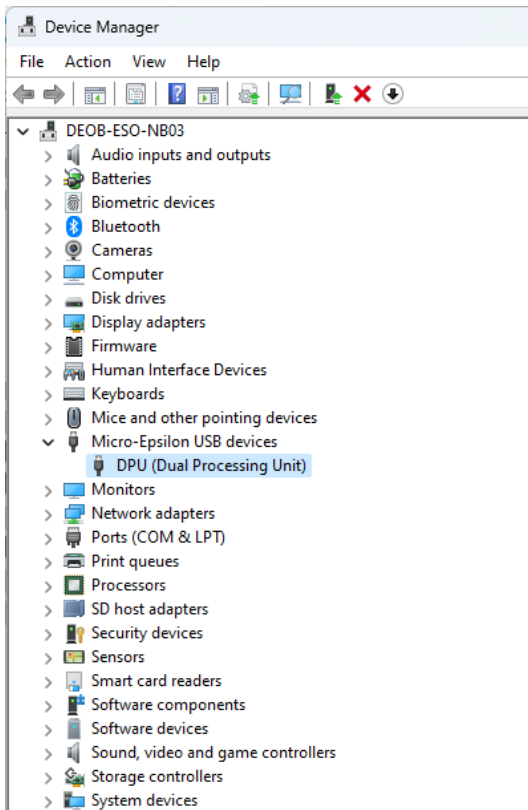 Device Manager
File Action View Help
DEOB-ESO-NB03
Audio inputs and outputs
Batteries
Biometric devices
Bluetooth
Cameras
Computer
Disk drives
Display adapters
Firmware
Human Interface Devices
Keyboards
Mice and other pointing devices
Micro-Epsilon USB devices
DPU (Dual Processing Unit)
Monitors
Network adapters
Ports (COM & LPT)
Print queues
Processors
SD host adapters
Security devices
Sensors
Smart card readers
Software components
Software devices
Sound, video and game controllers
Storage controllers
System devices